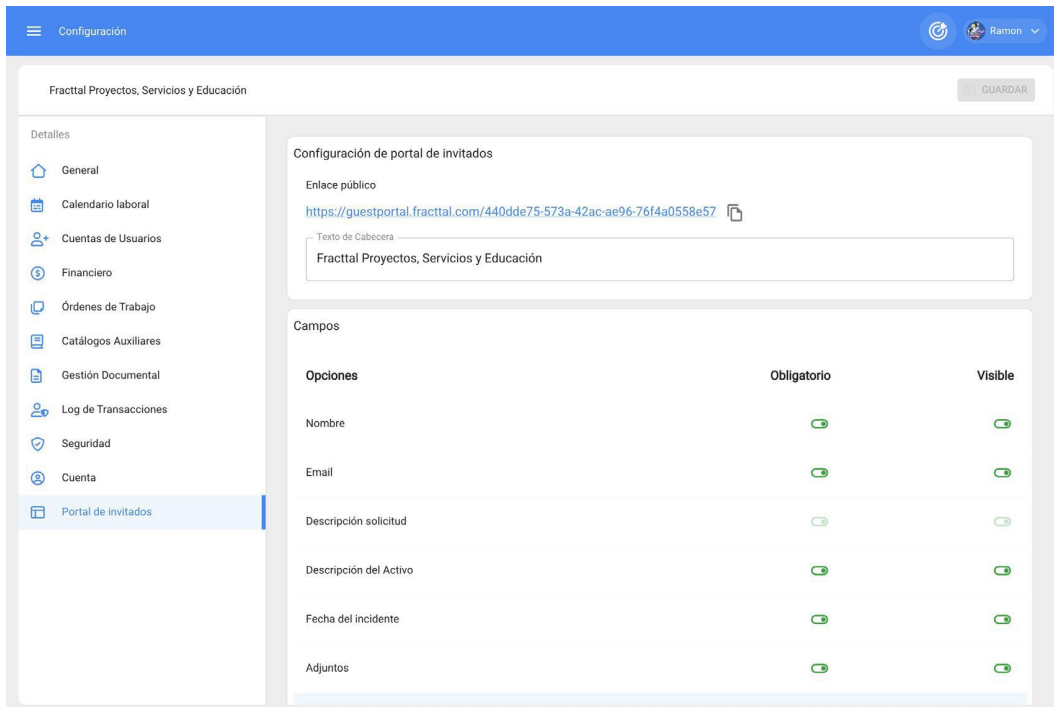 Configuración
Ramon
Fracttal Proyectos, Servicios y Educación
GUARDAR
Detalles
General
Calendario laboral
Cuentas de Usuarios
Financiero
Órdenes de Trabajo
Catálogos Auxiliares
Gestión Documental
Log de Transacciones
Seguridad
Cuenta
Portal de invitados
Configuración de portal de invitados
Enlace público
https://guestportal.fracttal.com/440dde75-573a-42ac-ae96-76f4a0558e57
Texto de Cabecera
Fracttal Proyectos, Servicios y Educación
Campos
Opciones Obligatorio Visible
Nombre
Email
Descripción solicitud
Descripción del Activo
Fecha del incidente
Adjuntos